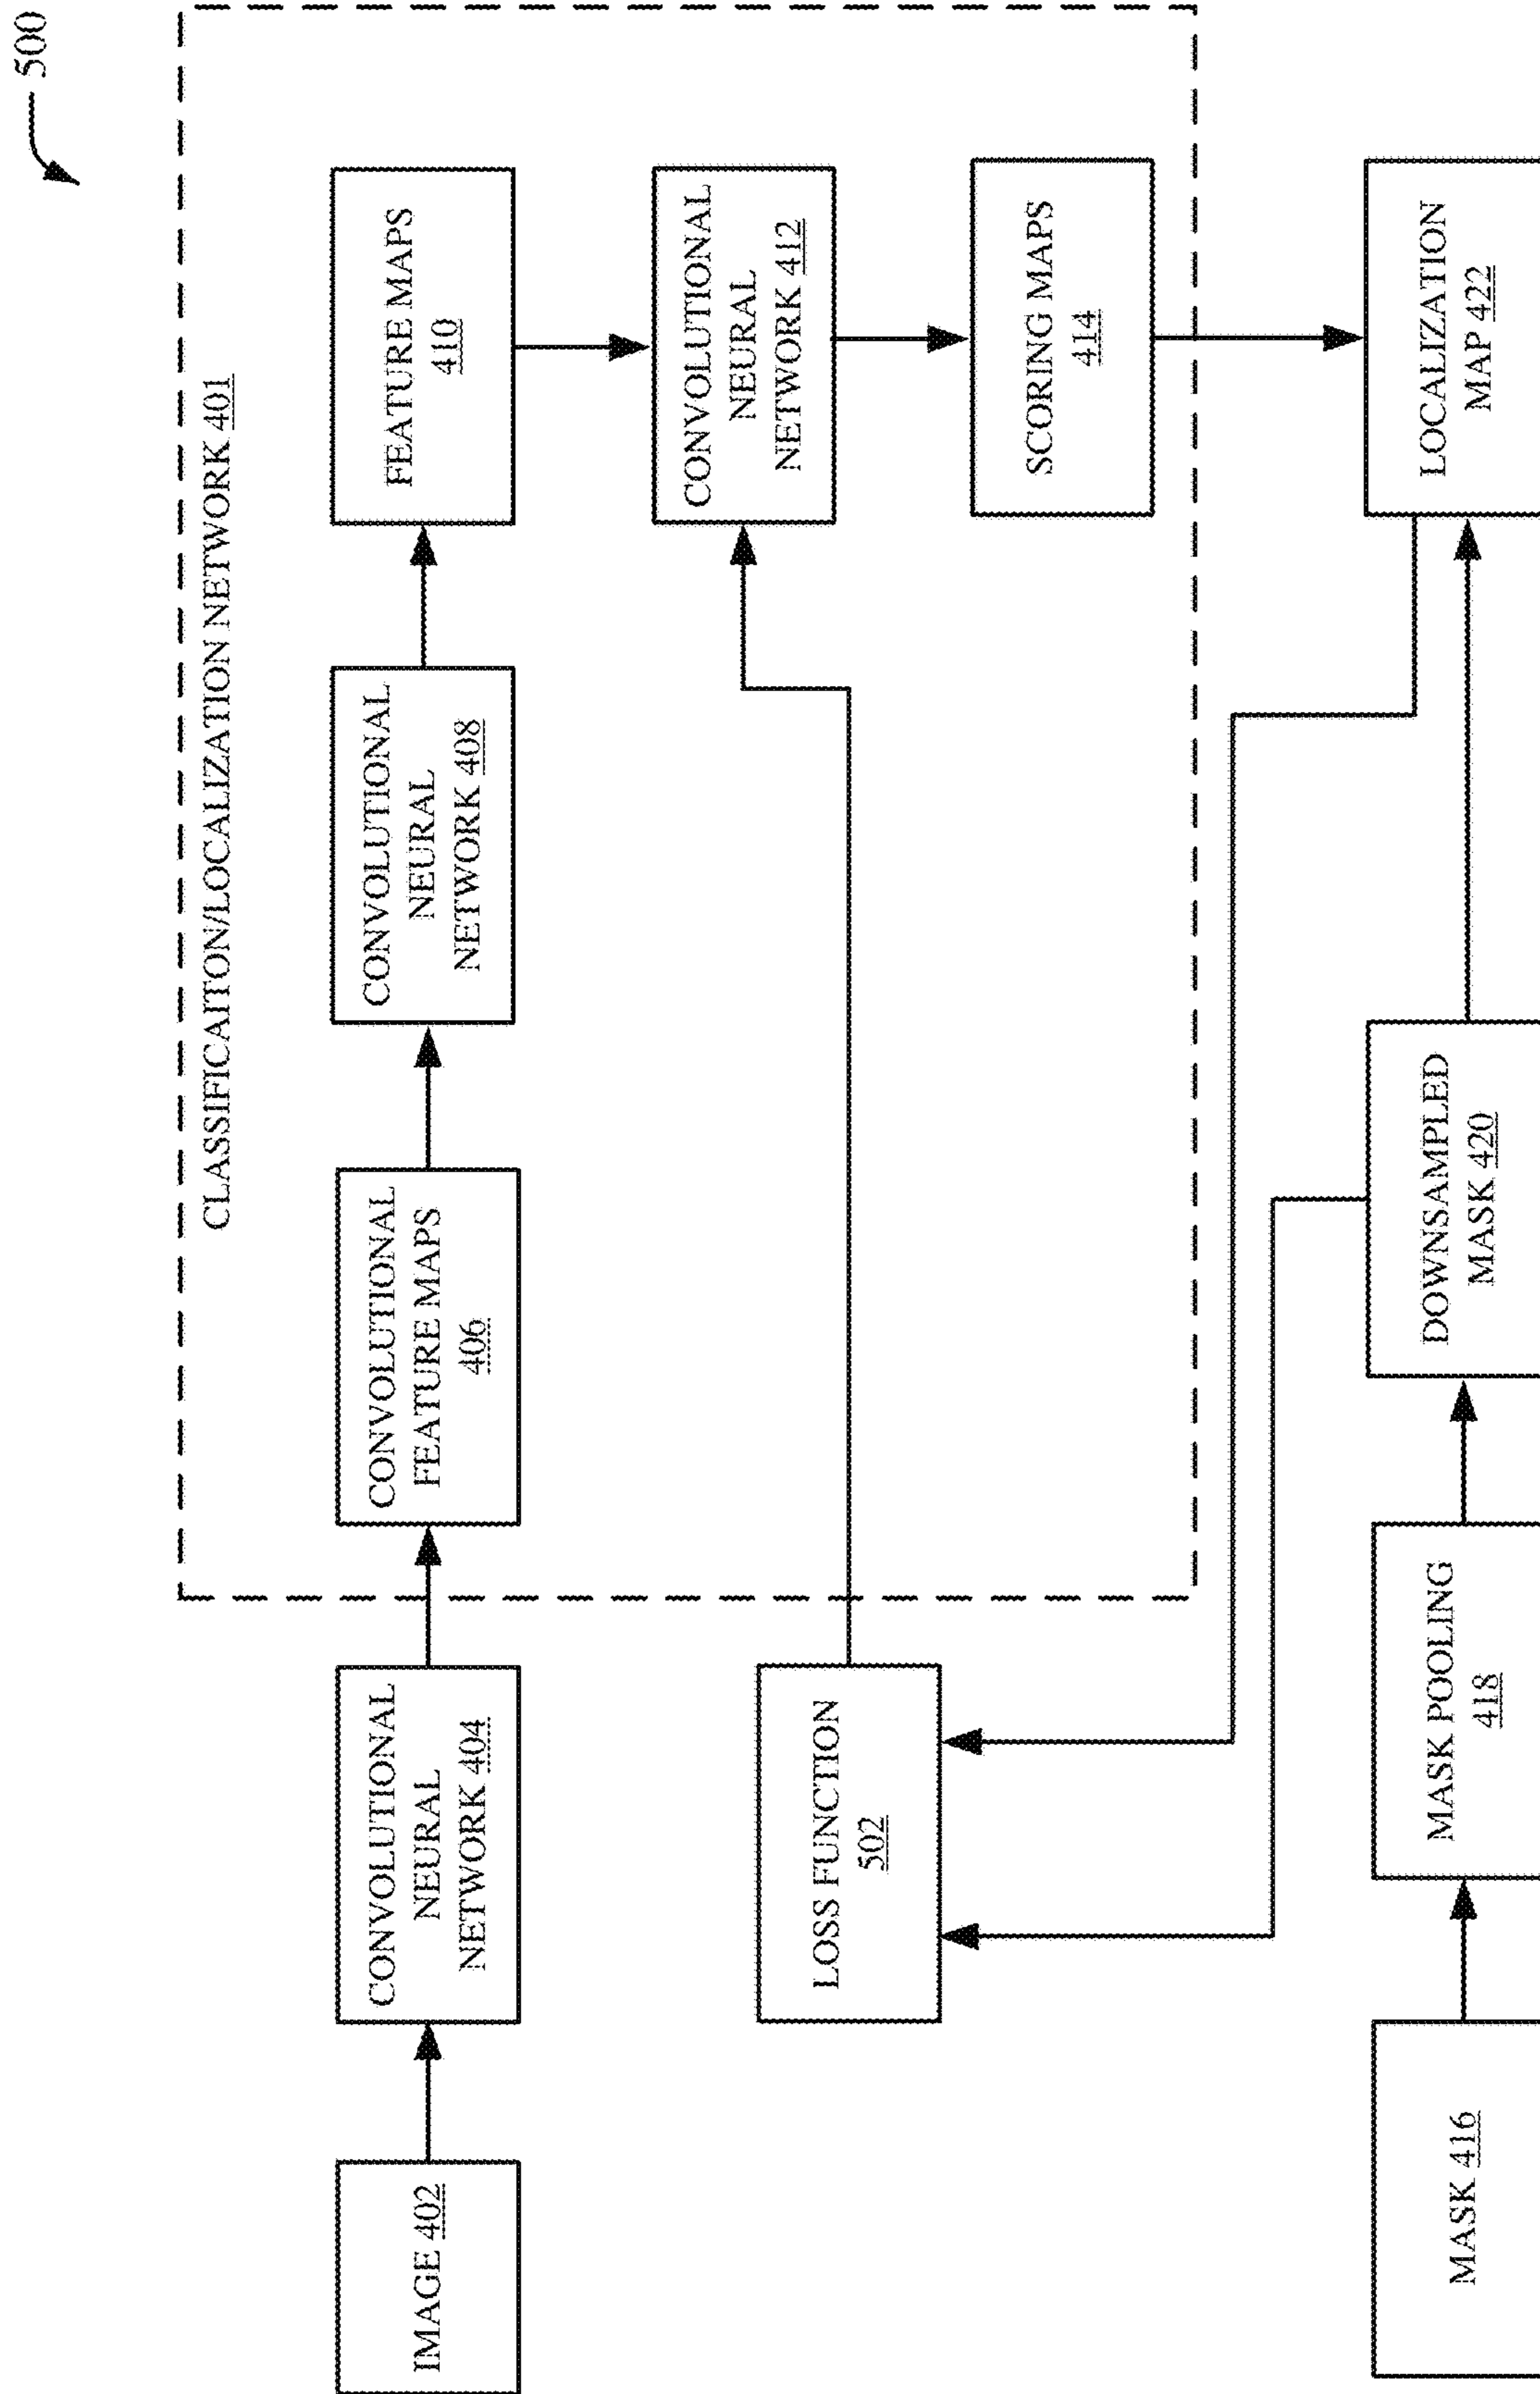 500
CLASSIFICAITON/LOCALIZATION NETWORK 401
IMAGE 402
CONVOLUTIONAL
NEURAL
NETWORK 404
CONVOLUTIONAL
FEATURE MAPS
406
CONVOLUTIONAL
NEURAL
NETWORK 408
FEATURE MAPS
410
LOSS FUNCTION
502
CONVOLUTIONAL
NEURAL
NETWORK 412
SCORING MAPS
414
MASK 416
MASK POOLING
418
DOWNSAMPLED
MASK 420
LOCALIZATION
MAP 422